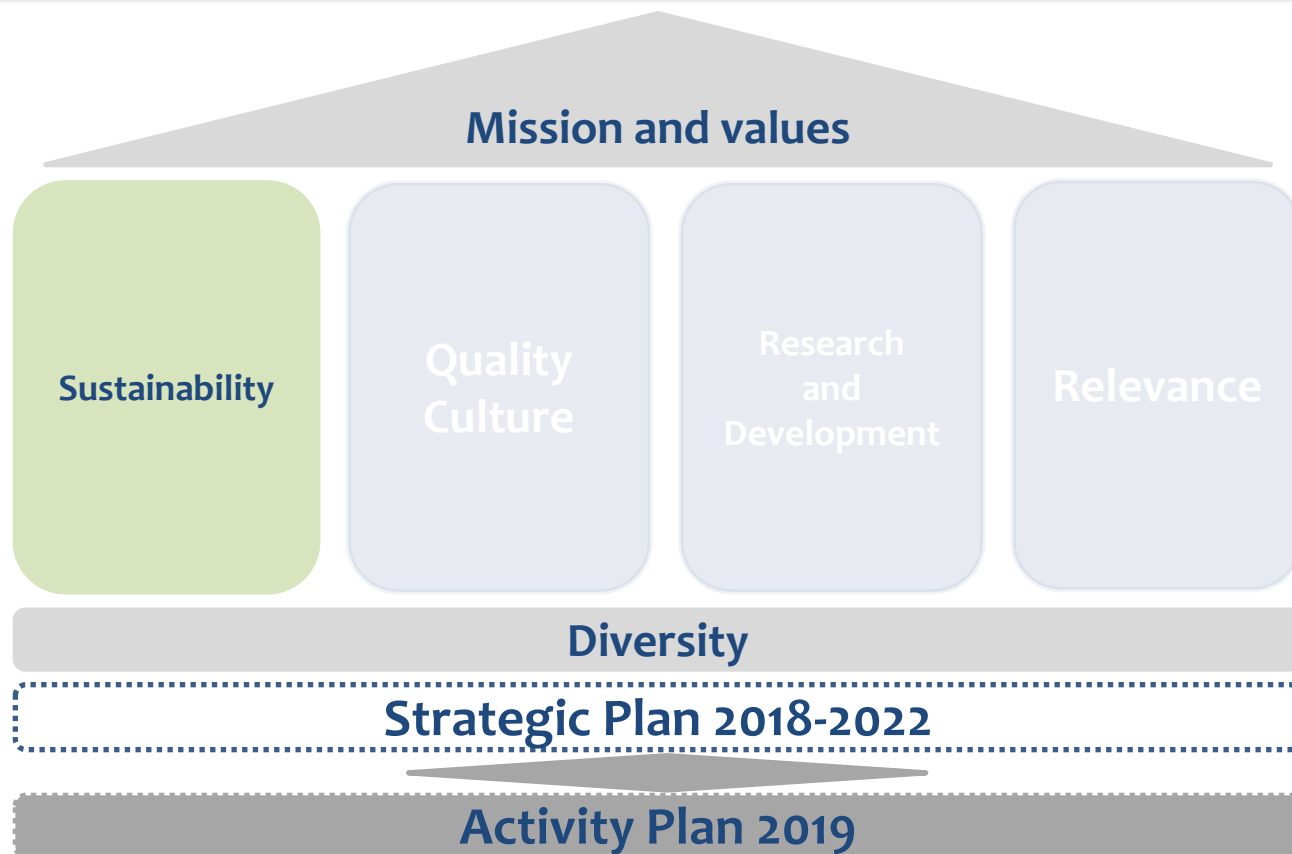 Mission and values
Sustainability
Quality
Culture
Research
and
Development
Relevance
Diversity
Strategic Plan 2018-2022
Activity Plan 2019